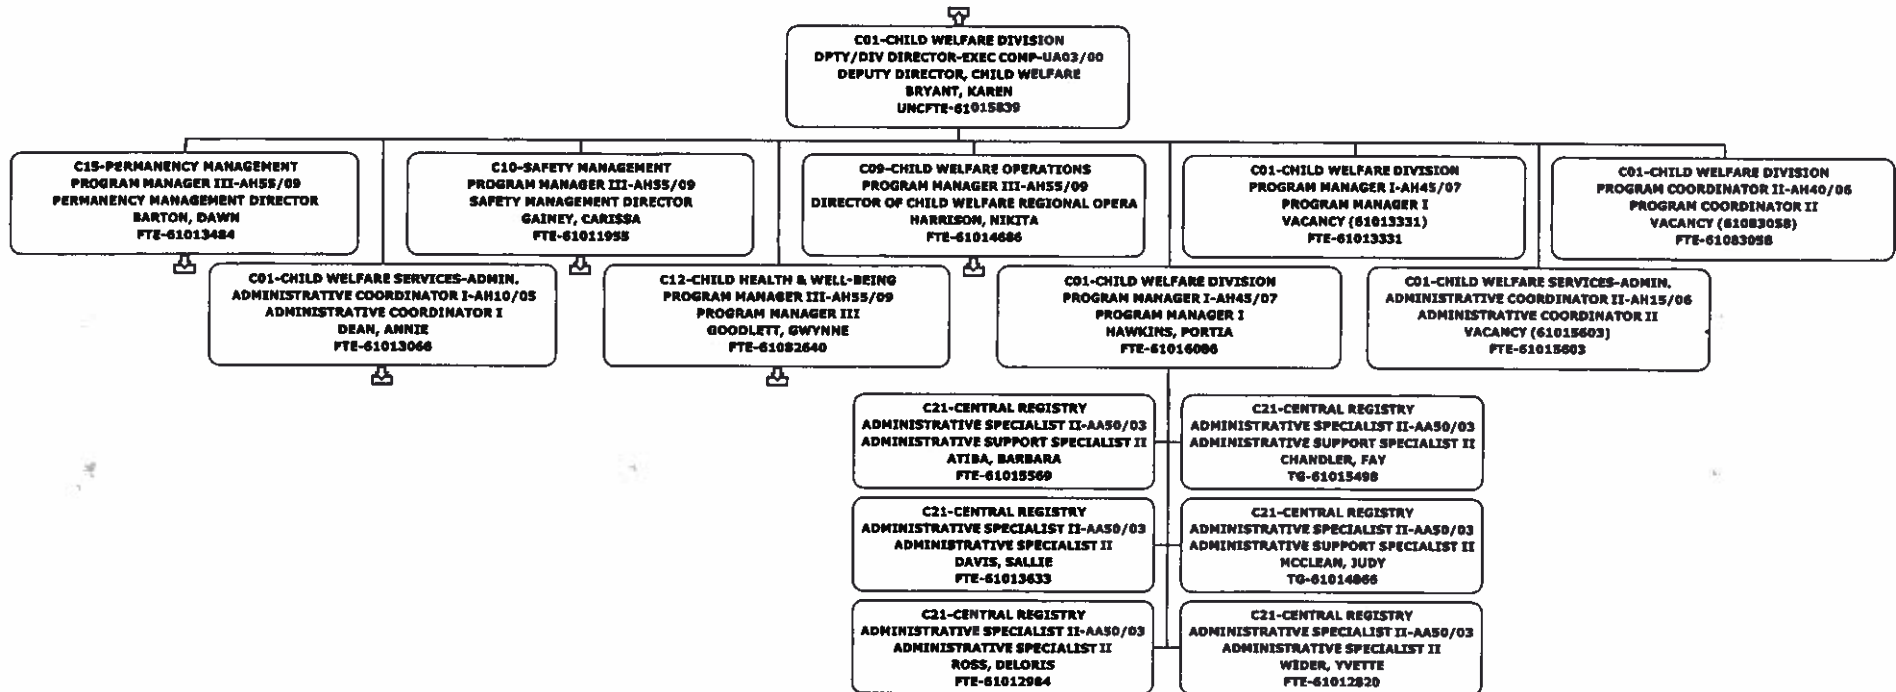 C01-CHILD WELFARE DIVISION
DPTY/DIV DIRECTOR-EXEC COMP-UA03/00
DEPUTY DIRECTOR, CHILD WELFARE
BRYANT, KAREN
UNCFTE-61015839
C15-PERMANENCY MANAGEMENT
PROGRAM MANAGER III-AH55/09
PERMANENCY MANAGEMENT DIRECTOR
BARTON, DAWN
FTE-61013484
C10-SAFETY MANAGEMENT
PROGRAM MANAGER III-AH55/09
SAFETY MANAGEMENT DIRECTOR
GAINEY, CARISSA
FTE-61011955
C09-CHILD WELFARE OPERATIONS
PROGRAM MANAGER III-AH55/09
DIRECTOR OF CHILD WELFARE REGIONAL OPERA
HARRISON, NIKITA
FTE-61014686
C01-CHILD WELFARE DIVISION
PROGRAM MANAGER I-AH45/07
PROGRAM MANAGER I
VACANCY (61013331)
FTE-61013331
C01-CHILD WELFARE DIVISION
PROGRAM COORDINATOR II-AH40/06
PROGRAM COORDINATOR II
VACANCY (61083058)
FTE-61083058
C01-CHILD WELFARE SERVICES-ADMIN.
ADMINISTRATIVE COORDINATOR I-AH10/05
ADMINISTRATIVE COORDINATOR I
DEAN, ANNIE
FTE-61013066
C12-CHILD HEALTH & WELL-BEING
PROGRAM MANAGER III-AH55/09
PROGRAM MANAGER III
GOODLETT, GWYNNE
FTE-61082640
C01-CHILD WELFARE DIVISION
PROGRAM MANAGER I-AH45/07
PROGRAM MANAGER I
HAWKINS, PORTIA
FTE-61016086
C01-CHILD WELFARE SERVICES-ADMIN.
ADMINISTRATIVE COORDINATOR II-AH15/06
ADMINISTRATIVE COORDINATOR II
VACANCY (61015603)
FTE-61015603
C21-CENTRAL REGISTRY
ADMINISTRATIVE SPECIALIST II-AA50/03
ADMINISTRATIVE SUPPORT SPECIALIST II
ATIBA, BARBARA
FTE-61015569
C21-CENTRAL REGISTRY
ADMINISTRATIVE SPECIALIST II-AA50/03
ADMINISTRATIVE SUPPORT SPECIALIST II
CHANDLER, FAY
TG-61015498
C21-CENTRAL REGISTRY
ADMINISTRATIVE SPECIALIST II-AA50/03
ADMINISTRATIVE SPECIALIST II
DAVIS, SALLIE
FTE-61013633
C21-CENTRAL REGISTRY
ADMINISTRATIVE SPECIALIST II-AA50/03
ADMINISTRATIVE SUPPORT SPECIALIST II
MCCLEAN, JUDY
TG-61014866
C21-CENTRAL REGISTRY
ADMINISTRATIVE SPECIALIST II-AA50/03
ADMINISTRATIVE SPECIALIST II
ROSS, DELORIS
FTE-61012984
C21-CENTRAL REGISTRY
ADMINISTRATIVE SPECIALIST II-AA50/03
ADMINISTRATIVE SPECIALIST II
WIDER, YVETTE
FTE-61012820